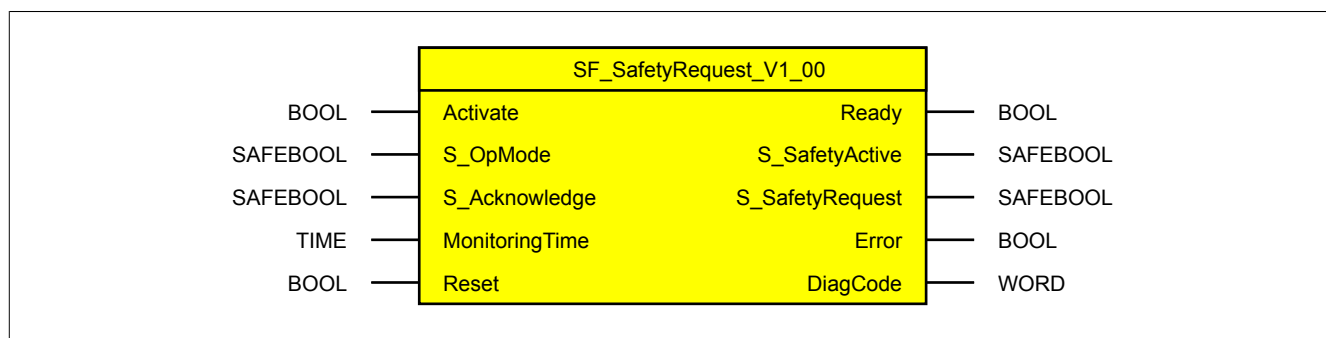 SF_SafetyRequest_V1_00
BOOL Activate Ready BOOL
SAFEBOOL S_OpMode S_SafetyActive SAFEBOOL
SAFEBOOL S_Acknowledge S_SafetyRequest SAFEBOOL
TIME MonitoringTime Error BOOL
BOOL Reset DiagCode WORD